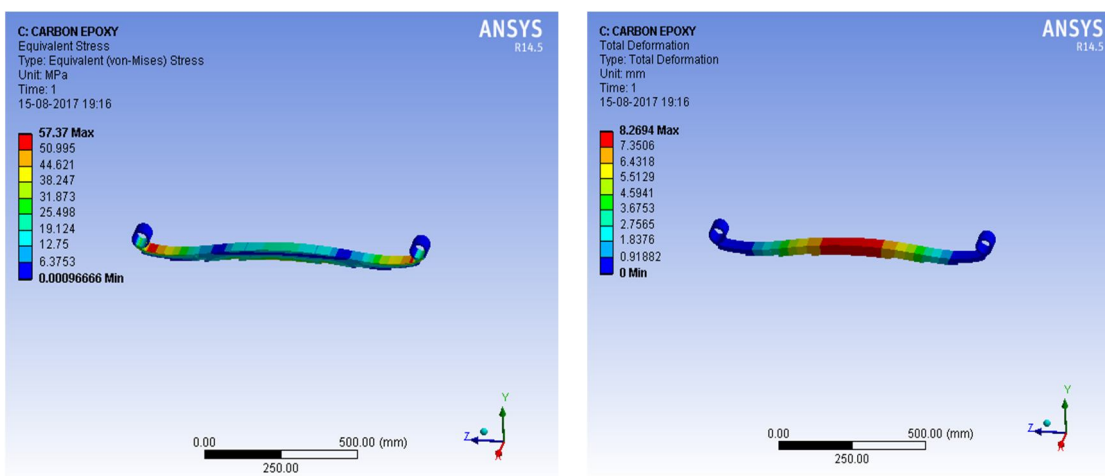 C: CARBON EPOXY
Equivalent Stress
Type: Equivalent (von-Mises) Stress
Unit: MPa
Time: 1
15-08-2017 19:16
ANSYS
R14.5
57.37 Max
50.995
44.621
38.247
31.873
25.498
19.124
12.75
6.3753
0.00096666 Min
Y
Z
X
0.00
500.00 (mm)
250.00
C: CARBON EPOXY
Total Deformation
Type: Total Deformation
Unit: mm
Time: 1
15-08-2017 19:16
ANSYS
R14.5
8.2694 Max
7.3506
6.4318
5.5129
4.5941
3.6753
2.7565
1.8376
0.91882
0 Min
Y
Z
X
0.00
500.00 (mm)
250.00